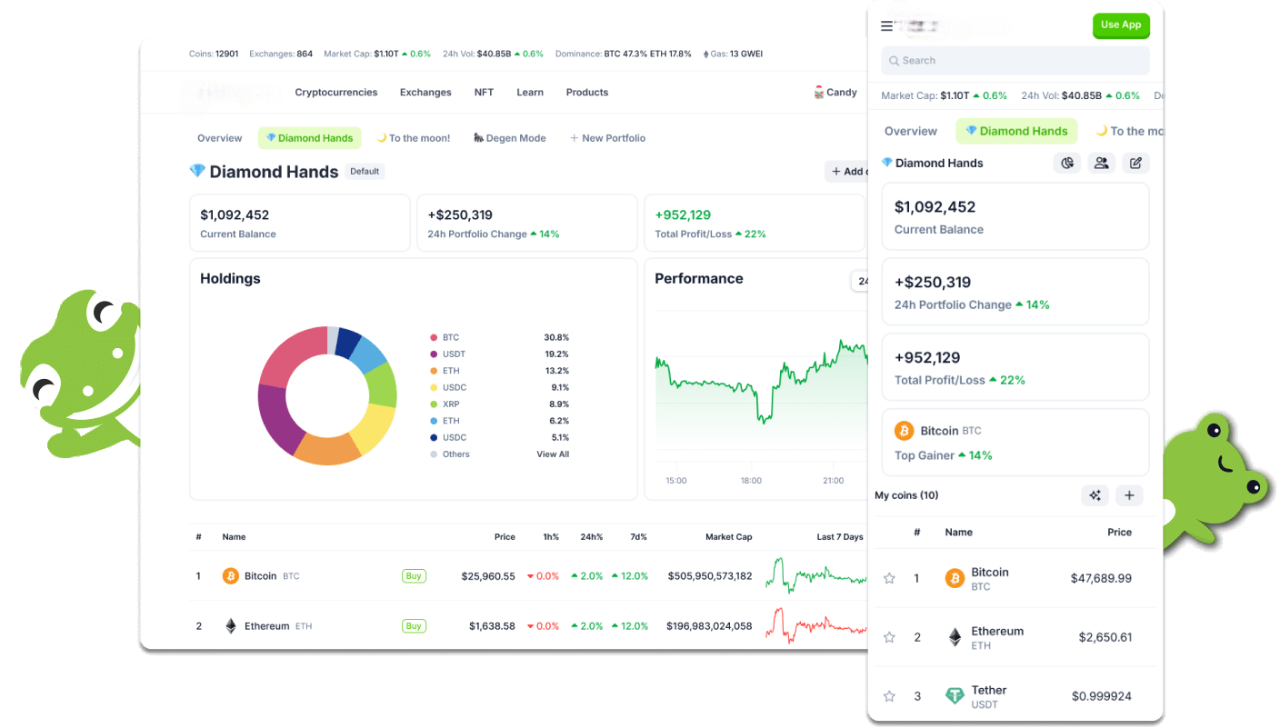 Coins: 12901 Exchanges: 864 Market Cap: $1.10T 0.6% 24h Vol: $40.85B 0.6% Dominance: BTC 47.3% ETH 17.8% Gas: 13 GWEI
Cryptocurrencies Exchanges NFT Learn Products Candy
Overview Diamond Hands To the moon! Degen Mode + New Portfolio
Diamond Hands Default + Add
$1,092,452
Current Balance
+$250,319
24h Portfolio Change 14%
+952,129
Total Profit/Loss 22%
Holdings
BTC 30.8%
USDT 19.2%
ETH 13.2%
USDC 9.1%
XRP 8.9%
ETH 6.2%
USDC 5.1%
Others View All
Performance 24
15:00 18:00 21:00
# Name Price 1h% 24h% 7d% Market Cap Last 7 Days
1 Bitcoin BTC Buy $25,960.55 0.0% 2.0% 12.0% $505,950,573,182
2 Ethereum ETH Buy $1,638.58 0.0% 2.0% 12.0% $196,983,024,058
Use App
Search
Market Cap: $1.10T 0.6% 24h Vol: $40.85B 0.6%
Overview Diamond Hands To the mo
Diamond Hands
$1,092,452
Current Balance
+$250,319
24h Portfolio Change 14%
+952,129
Total Profit/Loss 22%
Bitcoin BTC
Top Gainer 14%
My coins (10)
# Name Price
1 Bitcoin $47,689.99
BTC
2 Ethereum $2,650.61
ETH
3 Tether $0.999924
USDT